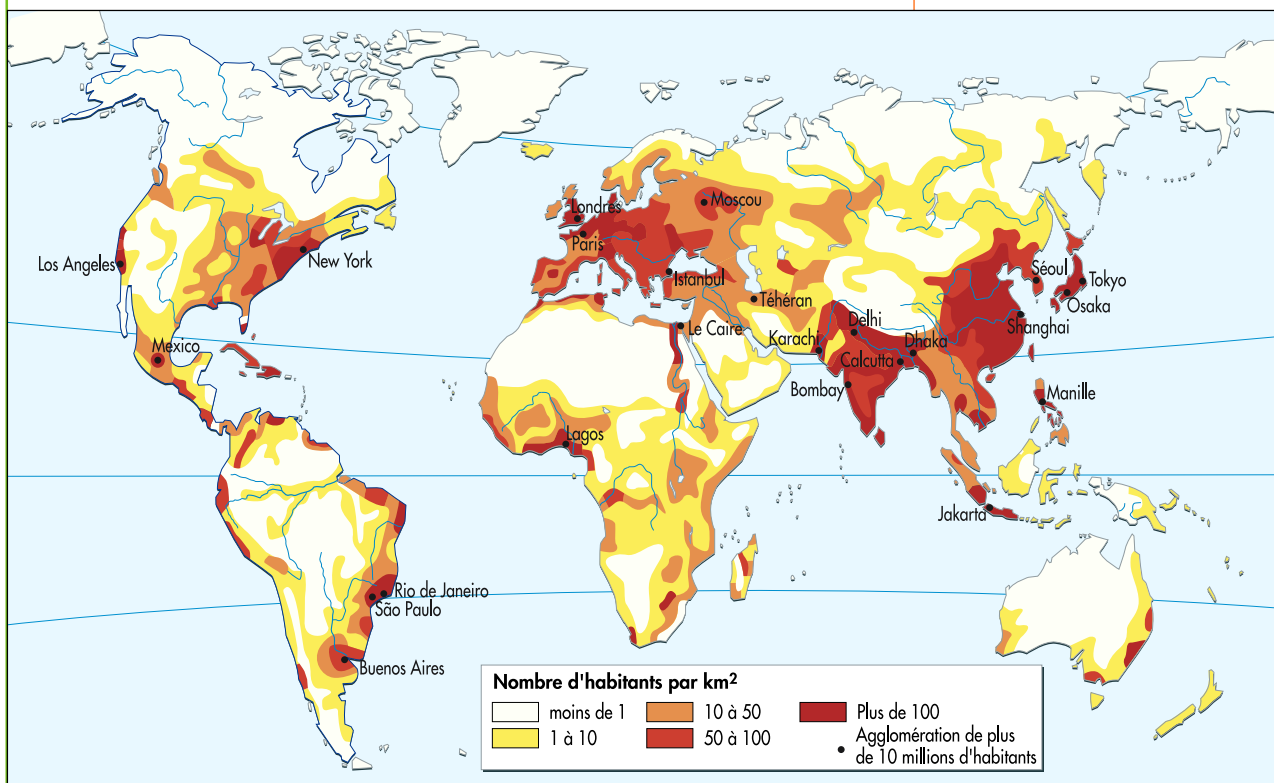 Londres
Moscou
Paris
Los Angeles
New York
Istanbul
Séoul
Tokyo
Téhéran
Osaka
Le Caire
Delhi
Shanghai
Karachi
Dhaka
Mexico
Calcutta
Bombay
Manille
Lagos
Jakarta
Rio de Janeiro
São Paulo
Buenos Aires
Nombre d'habitants par km²
moins de 1
10 à 50
Plus de 100
1 à 10
50 à 100
Agglomération de plus
de 10 millions d'habitants